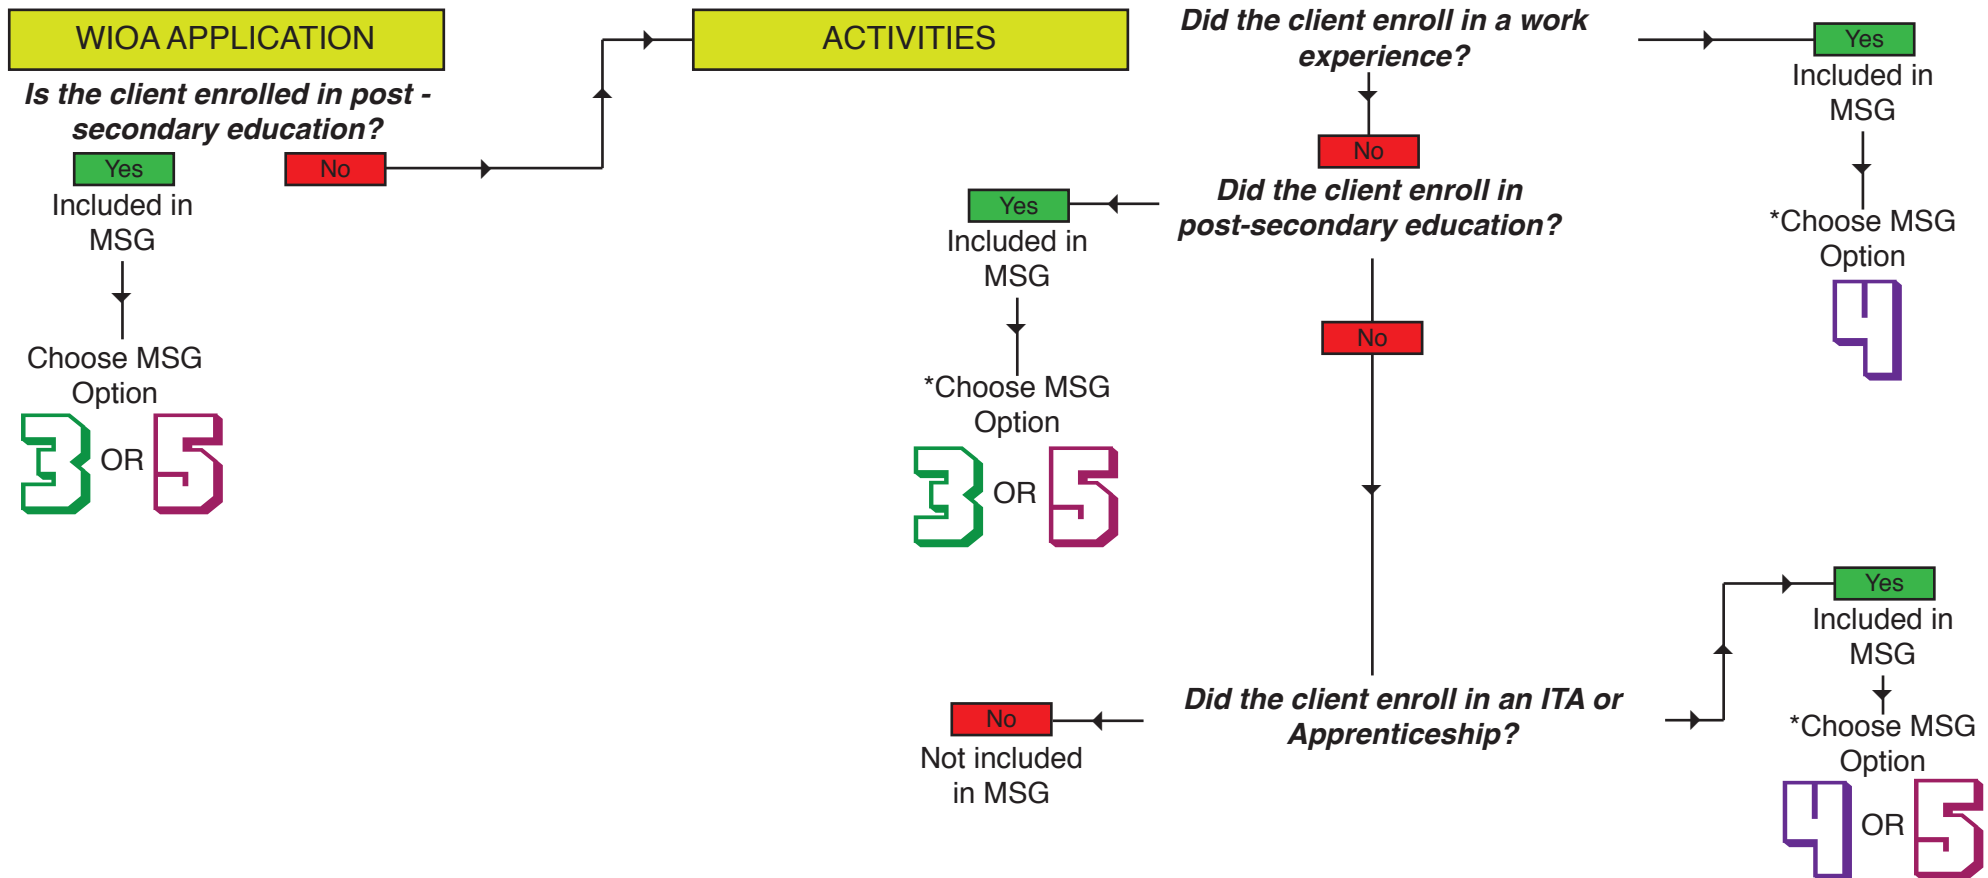 WIOA APPLICATION
Is the client enrolled in post -
secondary education?
Yes
Included in
MSG
Choose MSG
Option
3 OR 5
No
ACTIVITIES
Did the client enroll in a work
experience?
Yes
Included in
MSG
*Choose MSG
Option
4
No
Did the client enroll in
post-secondary education?
Yes
Included in
MSG
*Choose MSG
Option
3 OR 5
No
Did the client enroll in an ITA or
Apprenticeship?
No
Not included
in MSG
Yes
Included in
MSG
*Choose MSG
Option
4 OR 5